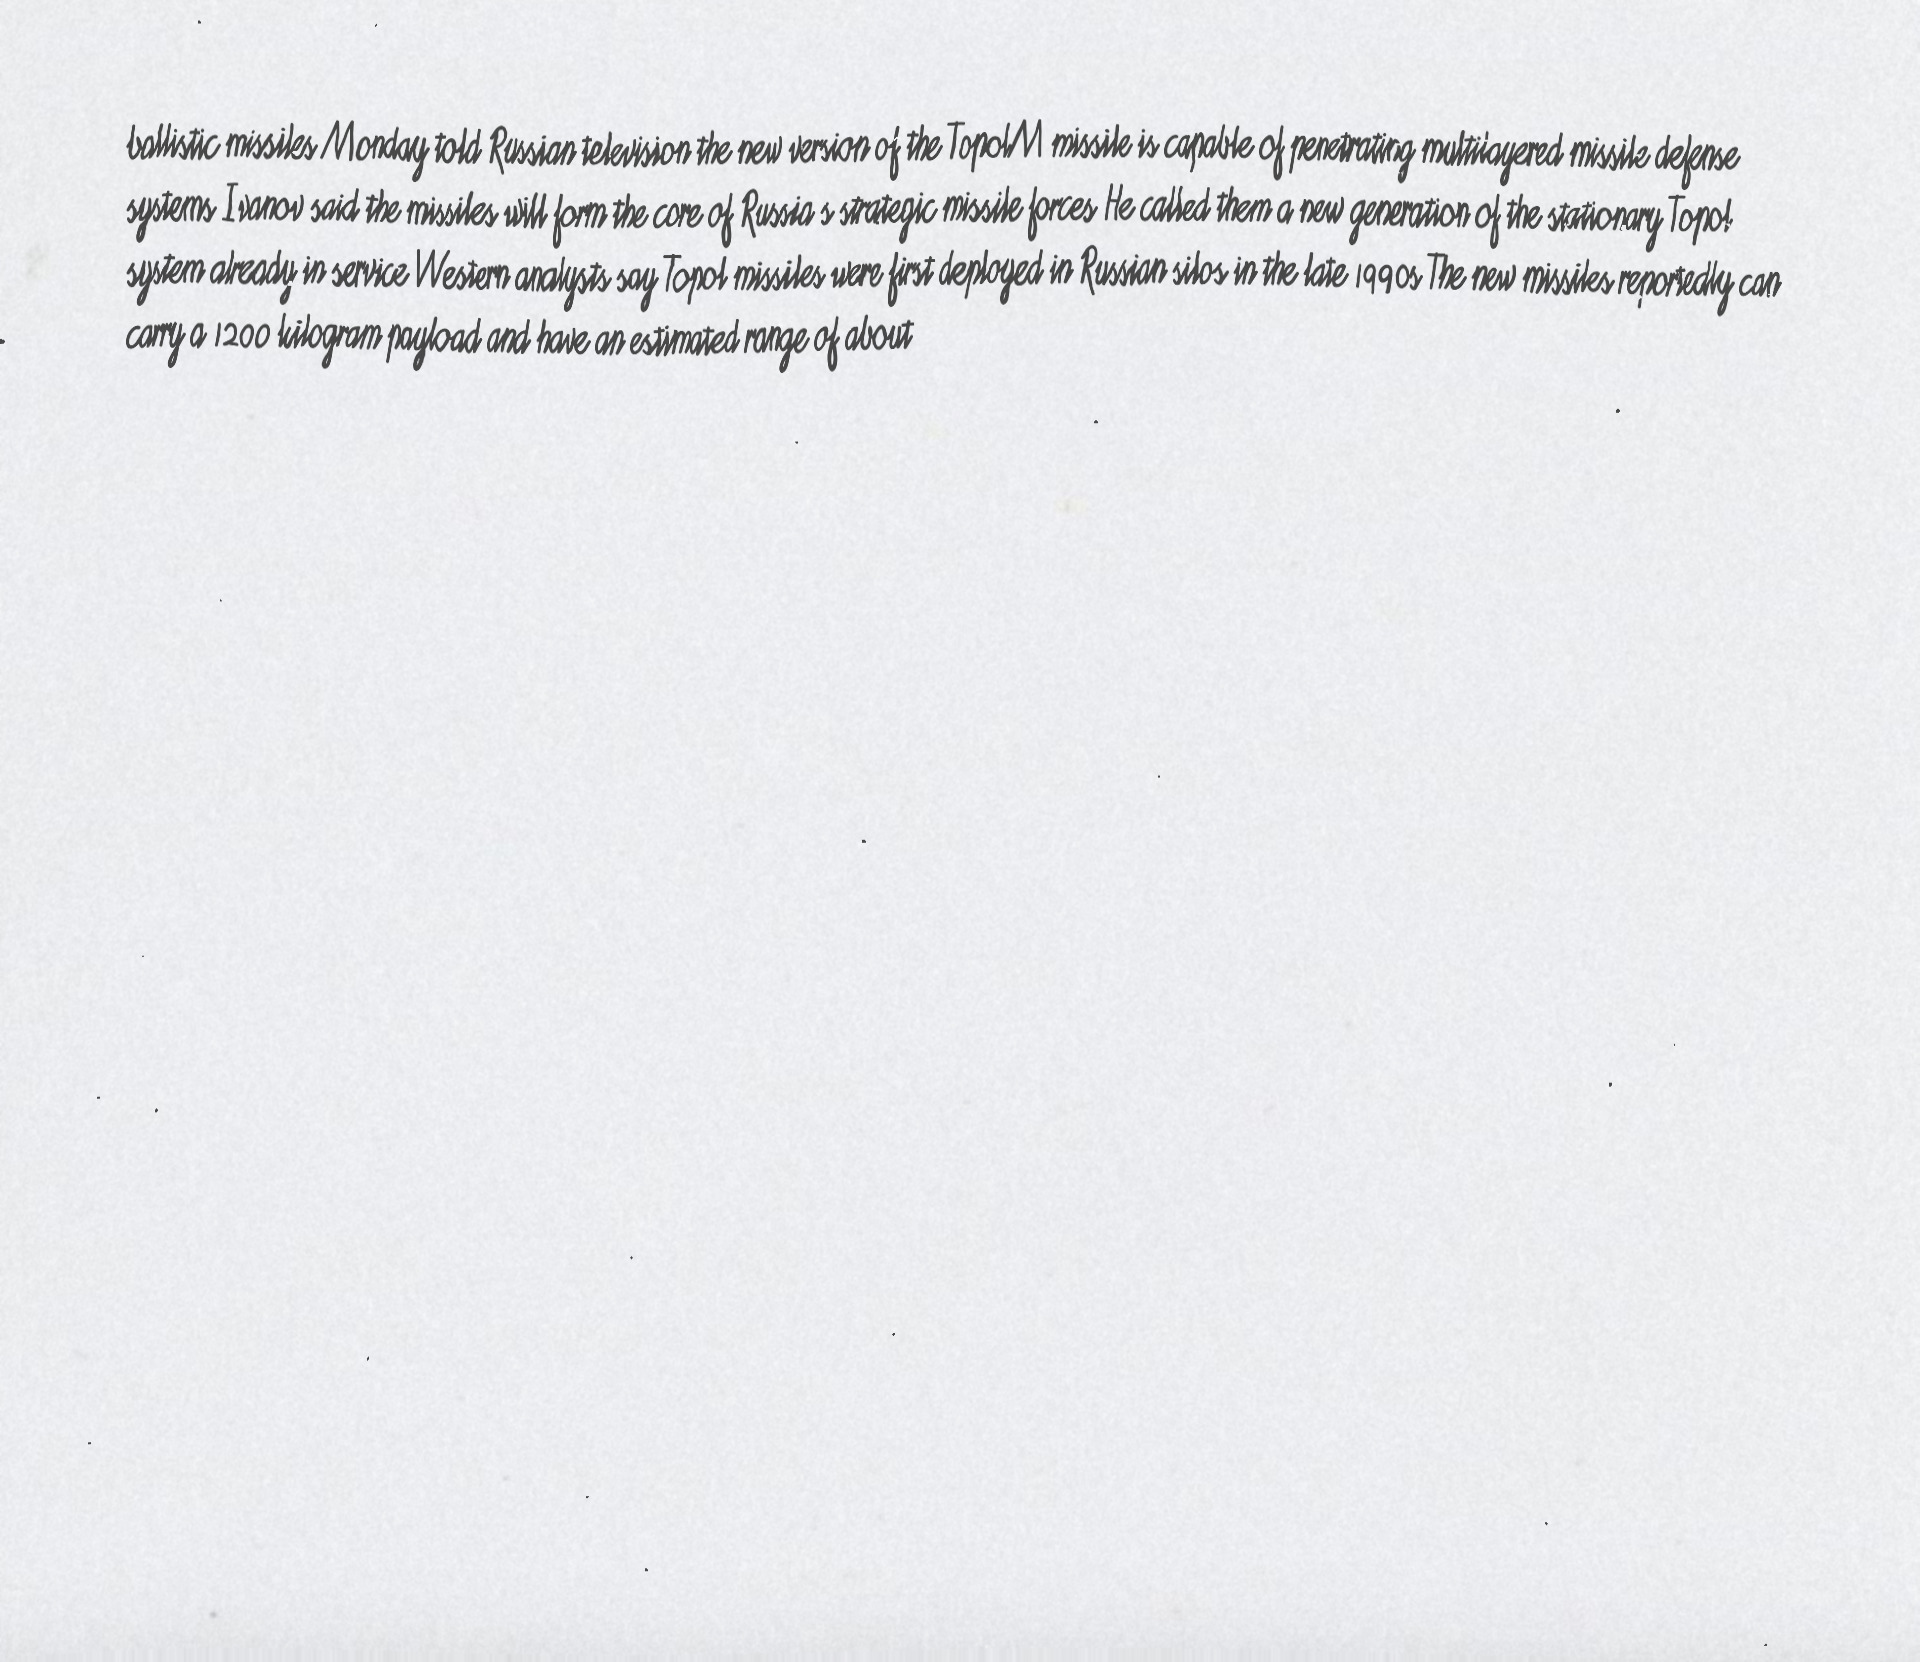 ballistic missiles Monday told Russian television the new version of the TopolM missile is capable of penetrating multilayered missile defense
systems Ivanov said the missiles will form the core of Russia s strategic missile forces He called them a new generation of the stationary Topol
system already in service Western analysts say Topol missiles were first deployed in Russian silos in the late 1990s The new missiles reportedly can
carry a 1200 kilogram payload and have an estimated range of about